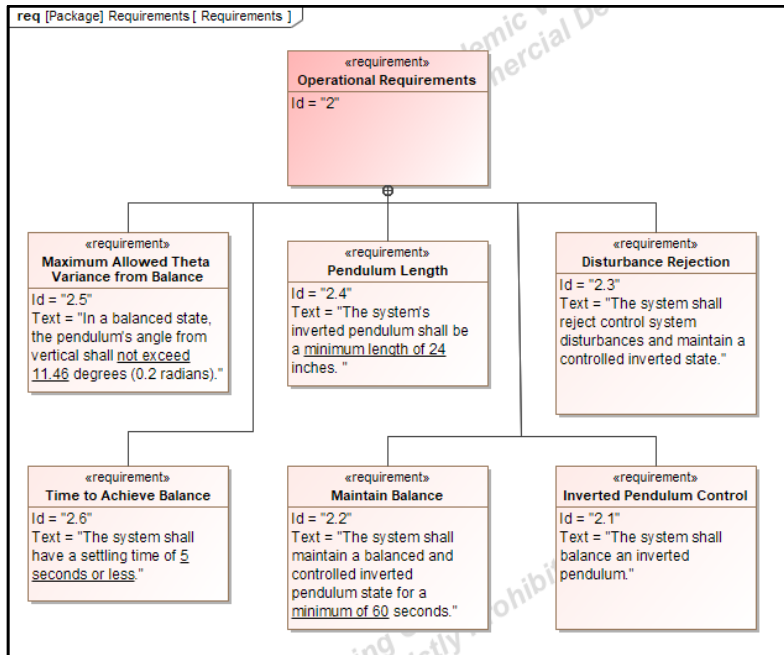 req [Package] Requirements [ Requirements ]
«requirement»
Operational Requirements
Id = "2"
«requirement»
Maximum Allowed Theta
Variance from Balance
Id = "2.5"
Text = "In a balanced state,
the pendulum's angle from
vertical shall not exceed
11.46 degrees (0.2 radians)."
«requirement»
Pendulum Length
Id = "2.4"
Text = "The system's
inverted pendulum shall be
a minimum length of 24
inches. "
«requirement»
Disturbance Rejection
Id = "2.3"
Text = "The system shall
reject control system
disturbances and maintain a
controlled inverted state."
«requirement»
Time to Achieve Balance
Id = "2.6"
Text = "The system shall
have a settling time of 5
seconds or less."
«requirement»
Maintain Balance
Id = "2.2"
Text = "The system shall
maintain a balanced and
controlled inverted
pendulum state for a
minimum of 60 seconds."
«requirement»
Inverted Pendulum Control
Id = "2.1"
Text = "The system shall
balance an inverted
pendulum."